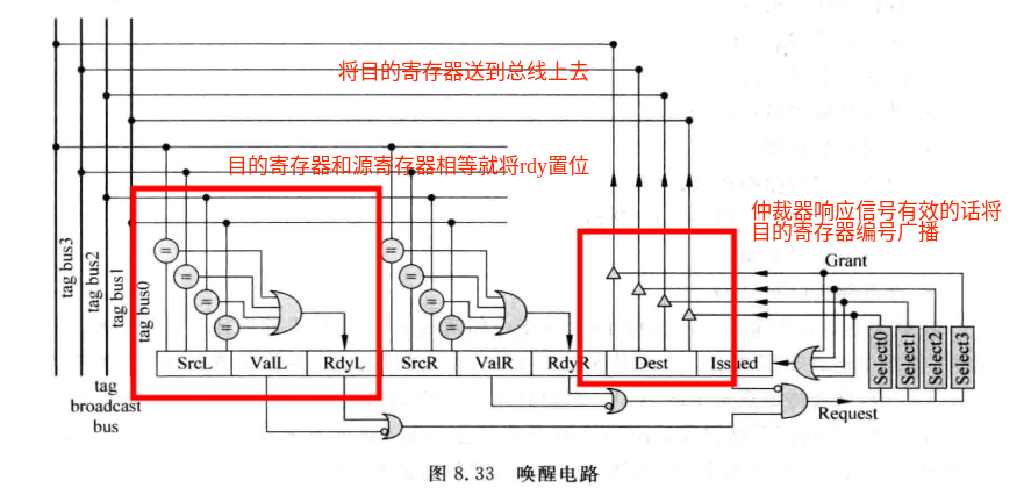 将目的寄存器送到总线上去
目的寄存器和源寄存器相等就将rdy置位
仲裁器响应信号有效的话将
目的寄存器编号广播
tag bus3
tag bus2
tag bus1
tag bus0
=
=
=
=
=
=
=
=
Grant
SrcL
ValL
RdyL
SrcR
ValR
RdyR
Dest
Issued
Select0
Select1
Select2
Select3
tag
broadcast
bus
Request
图 8.33 唤醒电路